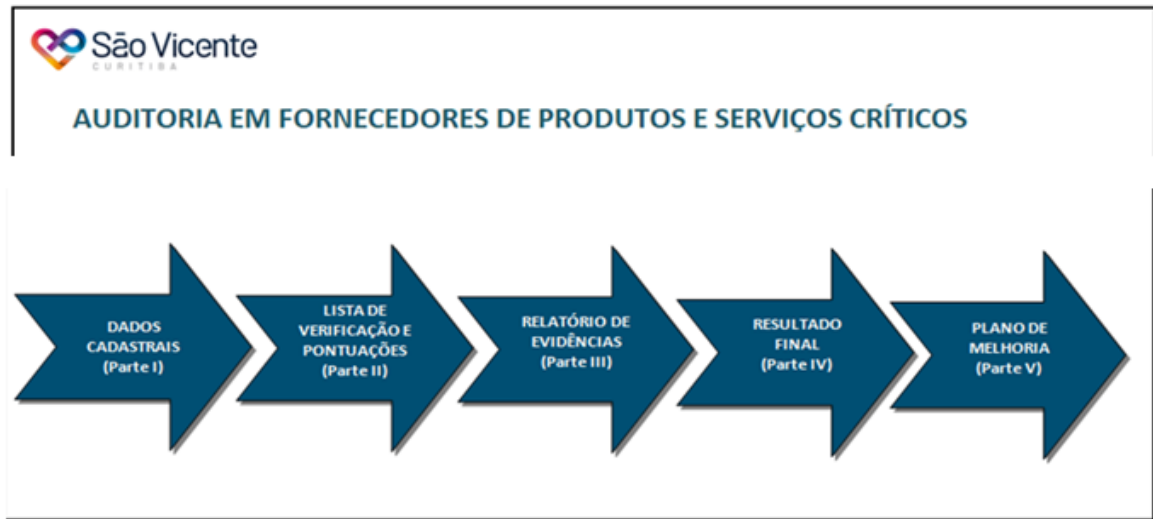 São Vicente
CURITIBA
AUDITORIA EM FORNECEDORES DE PRODUTOS E SERVIÇOS CRÍTICOS
DADOS
CADASTRAIS
(Parte I)
LISTA DE
VERIFICAÇÃO E
PONTUAÇÕES
(Parte II)
RELATÓRIO DE
EVIDÊNCIAS
(Parte III)
RESULTADO
FINAL
(Parte IV)
PLANO DE
MELHORIA
(Parte V)